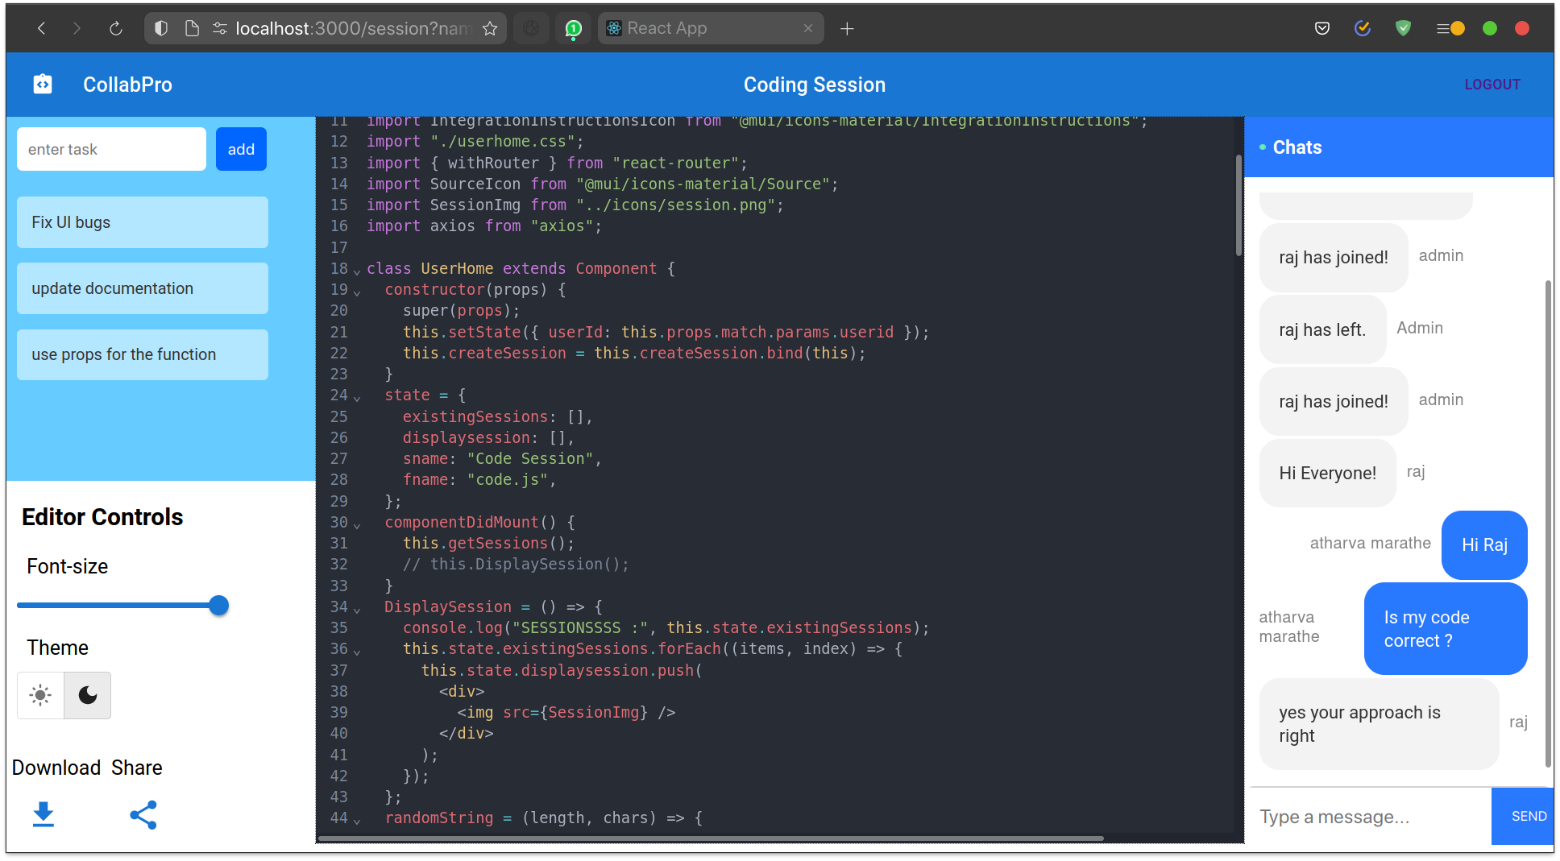 localhost:3000/session?nam
1
React App
CollabPro
Coding Session
LOGOUT
enter task
add
Fix UI bugs
update documentation
use props for the function
Editor Controls
Font-size
Theme
Download Share
11 import IntegrationInstructionsIcon from "@mui/icons-material/IntegrationInstructions";
12 import "./userhome.css";
13 import { withRouter } from "react-router";
14 import SourceIcon from "@mui/icons-material/Source";
15 import SessionImg from "../icons/session.png";
16 import axios from "axios";
17
18 class UserHome extends Component {
19 constructor(props) {
20 super(props);
21 this.setState({ userId: this.props.match.params.userid });
22 this.createSession = this.createSession.bind(this);
23 }
24 state = {
25 existingSessions: [],
26 displaysession: [],
27 sname: "Code Session",
28 fname: "code.js",
29 };
30 componentDidMount() {
31 this.getSessions();
32 // this.DisplaySession();
33 }
34 DisplaySession = () => {
35 console.log("SESSIONSSSS :", this.state.existingSessions);
36 this.state.existingSessions.forEach((items, index) => {
37 this.state.displaysession.push(
38 <div>
39 <img src={SessionImg} />
40 </div>
41 );
42 });
43 };
44 randomString = (length, chars) => {
Chats
raj has joined! admin
raj has left. Admin
raj has joined! admin
Hi Everyone! raj
atharva marathe Hi Raj
atharva
marathe
Is my code
correct ?
yes your approach is
right
raj
Type a message...
SEND